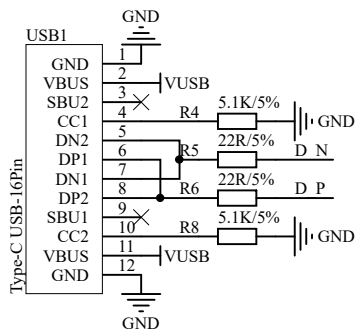 GND
USB1
GND 1
VBUS 2 VUSB
SBU2 3
CC1 4 R4 5.1K/5% GND
DN2 5
DP1 6 R5 22R/5% D_N
DN1 7
DP2 8 R6 22R/5% D_P
SBU1 9
CC2 10 R8 5.1K/5% GND
VBUS 11 VUSB
GND 12
Type-C USB-16Pin
GND